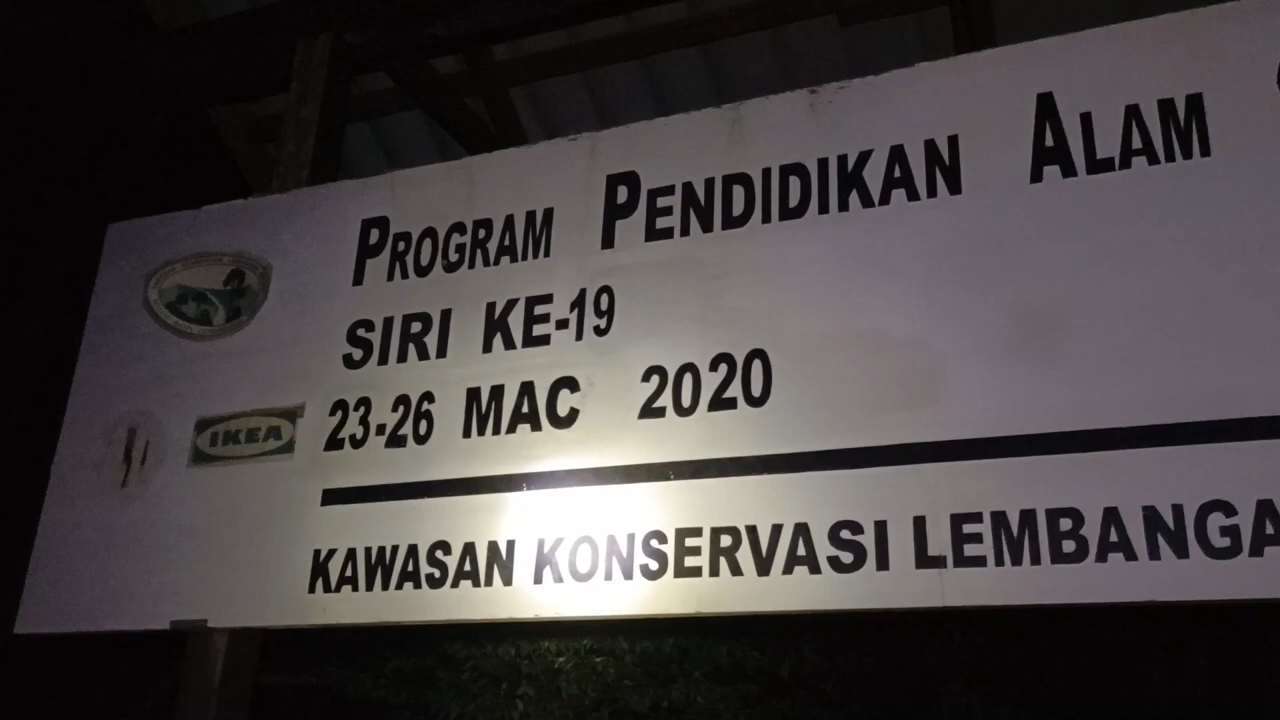 PROGRAM PENDIDIKAN ALAM
SIRI KE-19
23-26 MAC 2020
IKEA
KAWASAN KONSERVASI LEMBANGA